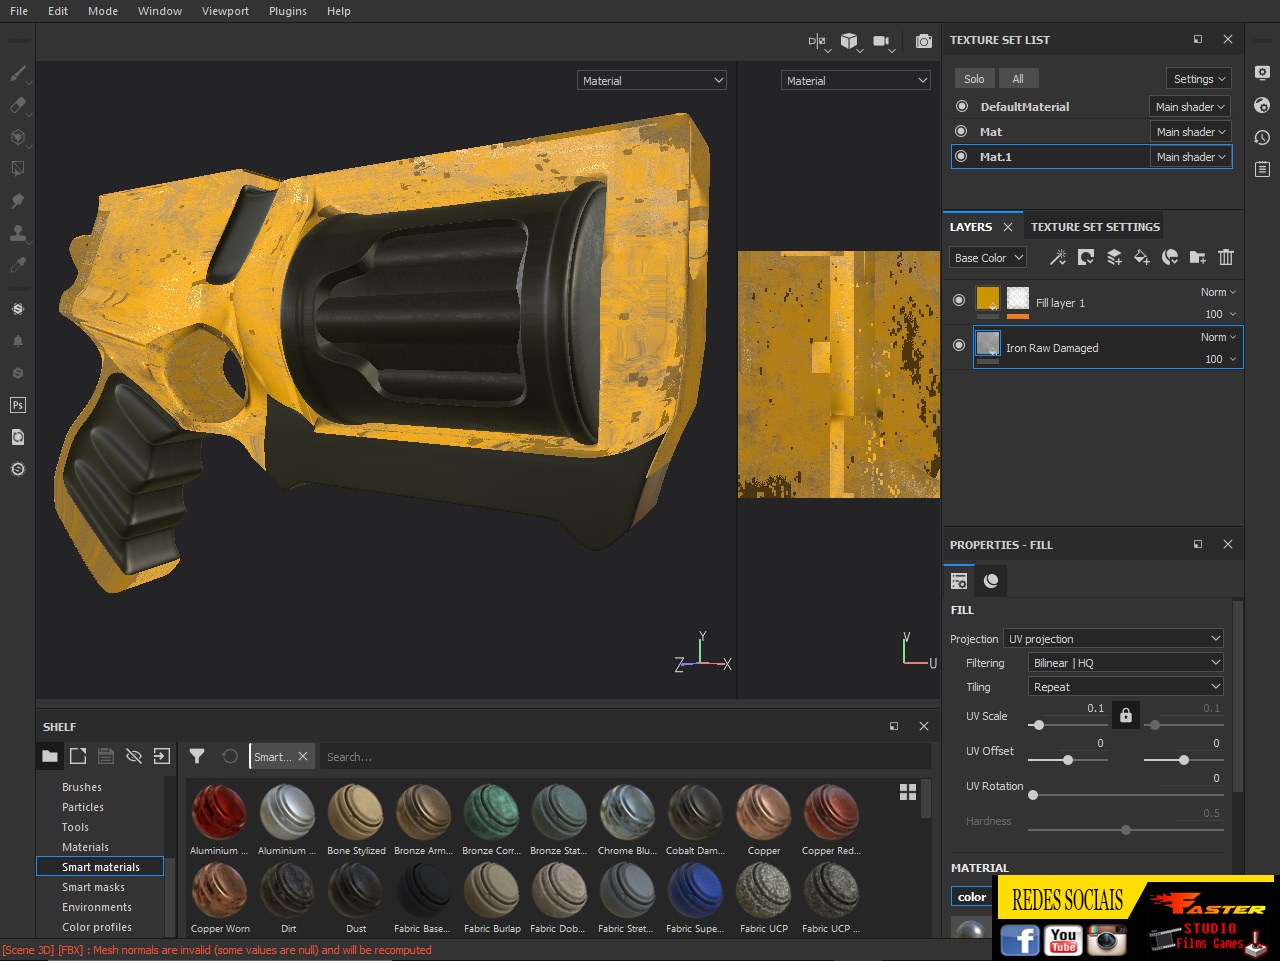 File Edit Mode Window Viewport Plugins Help
Material
Material
TEXTURE SET LIST
Solo All Settings
DefaultMaterial Main shader
Mat Main shader
Mat.1 Main shader
LAYERS TEXTURE SET SETTINGS
Base Color
Fill layer 1 Norm 100
Iron Raw Damaged Norm 100
Ps
Y
Z X
V
U
PROPERTIES - FILL
FILL
Projection UV projection
Filtering Bilinear | HQ
Tiling Repeat
UV Scale 0.1 0.1
UV Offset 0 0
UV Rotation 0
Hardness 0.5
MATERIAL
color
SHELF
Smart... Search...
Brushes
Particles
Tools
Materials
Smart materials
Smart masks
Environments
Color profiles
Aluminium ... Aluminium ... Bone Stylized Bronze Arm... Bronze Corr... Bronze Stat... Chrome Blu... Cobalt Dam... Copper Copper Red...
Copper Worn Dirt Dust Fabric Base... Fabric Burlap Fabric Dob... Fabric Stret... Fabric Supe... Fabric UCP Fabric UCP ...
[Scene 3D] [FBX] : Mesh normals are invalid (some values are null) and will be recomputed
REDES SOCIAIS
FASTER
STUDIO
Films Games
f
You
Tube